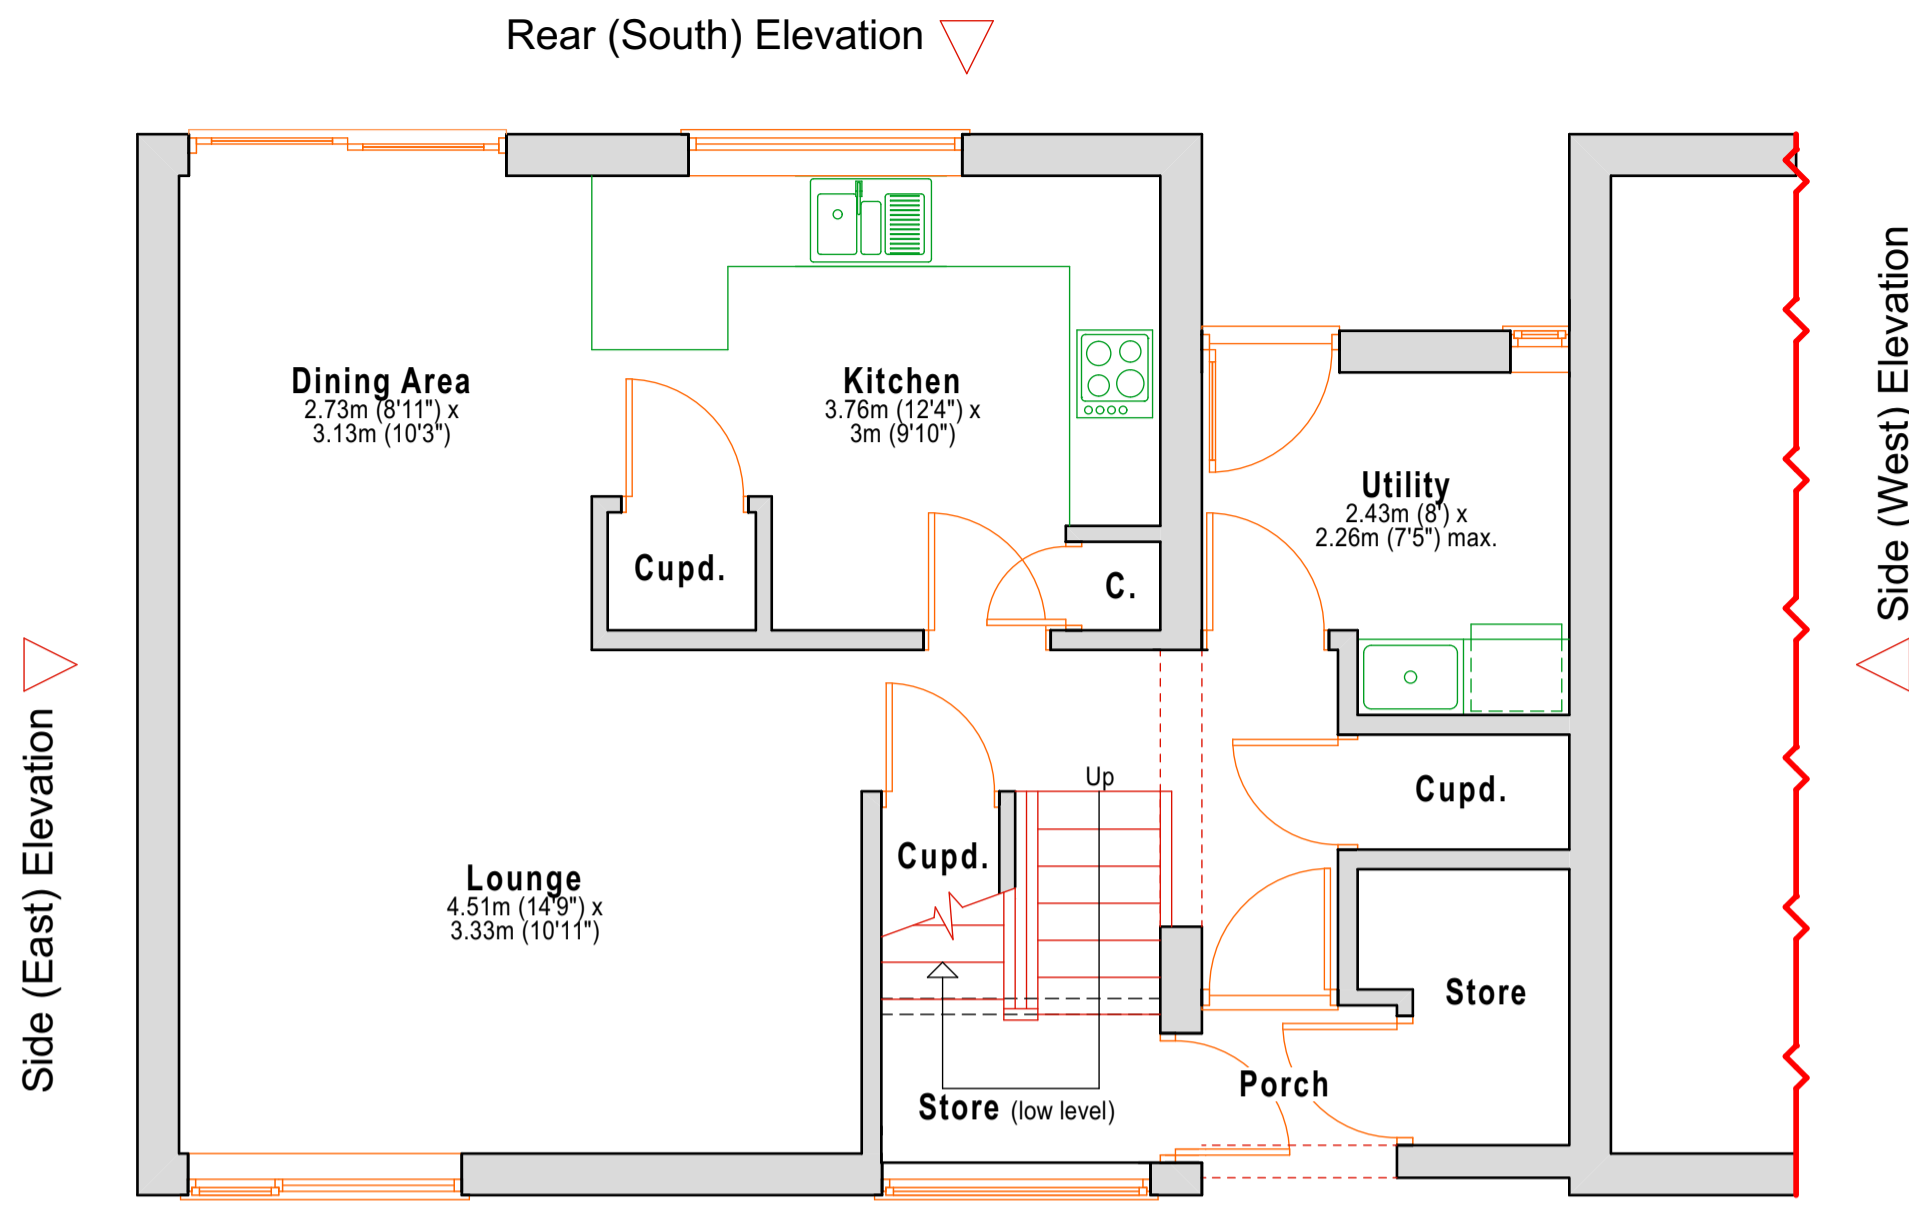 Rear (South) Elevation
Side (West) Elevation
Dining Area
2.73m (8'11") x
3.13m (10'3")
Kitchen
3.76m (12'4") x
3m (9'10")
Utility
2.43m (8') x
2.26m (7'5") max.
Cupd.
C.
Side (East) Elevation
Up
Cupd.
Cupd.
Lounge
4.51m (14'9") x
3.33m (10'11")
Store
Porch
Store (low level)